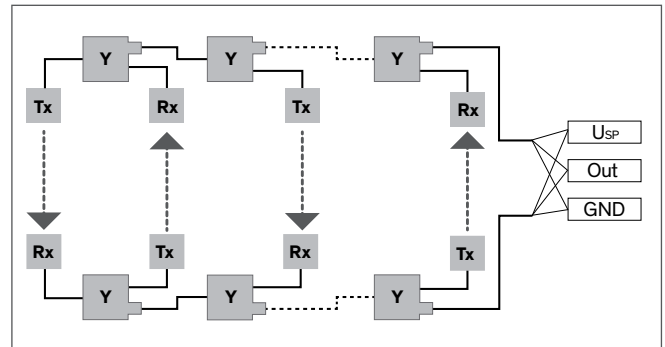 Y Y Y
Tx Rx Tx Rx
USP
Out
GND
Rx Tx Rx Tx
Y Y Y